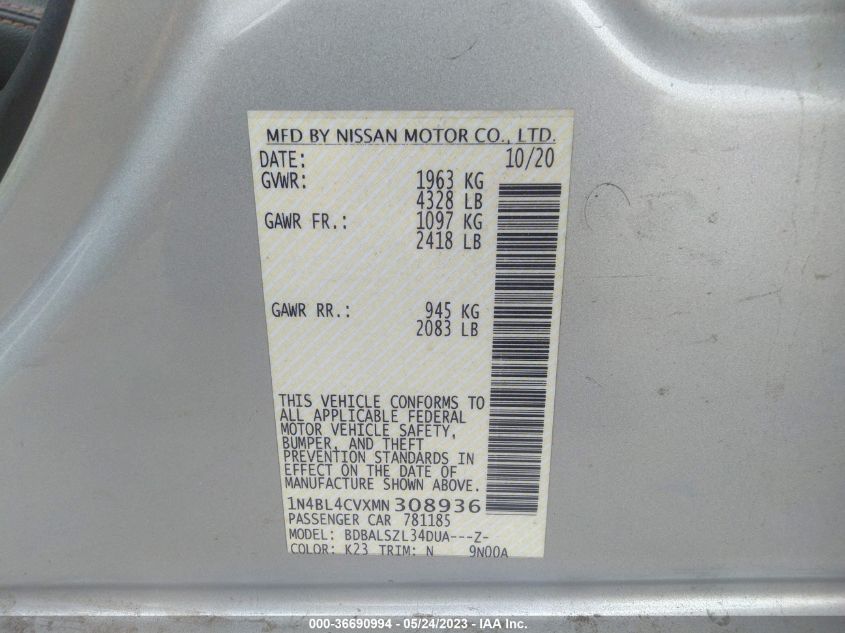 MFD BY NISSAN MOTOR CO., LTD.
DATE: 10/20
GVWR: 1963 KG
4328 LB
GAWR FR.: 1097 KG
2418 LB
GAWR RR.: 945 KG
2083 LB
THIS VEHICLE CONFORMS TO
ALL APPLICABLE FEDERAL
MOTOR VEHICLE SAFETY,
BUMPER, AND THEFT
PREVENTION STANDARDS IN
EFFECT ON THE DATE OF
MANUFACTURE SHOWN ABOVE.
1N4BL4CVXMN308936
PASSENGER CAR 781185
MODEL: BDBALSZL34DUA---Z-
COLOR: K23 TRIM: N 9N00A
000-36690994 - 05/24/2023 - IAA Inc.